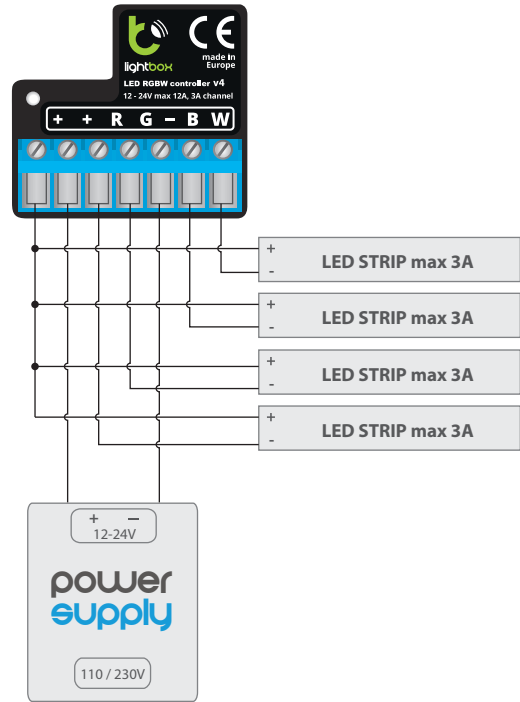 CE
made in
Europe
lightbox
LED RGBW controller v4
12 - 24V max 12A, 3A channel
+ + R G - B W
+
LED STRIP max 3A
-
+
LED STRIP max 3A
-
+
LED STRIP max 3A
-
+
LED STRIP max 3A
-
+ -
12-24V
power
supply
110 / 230V